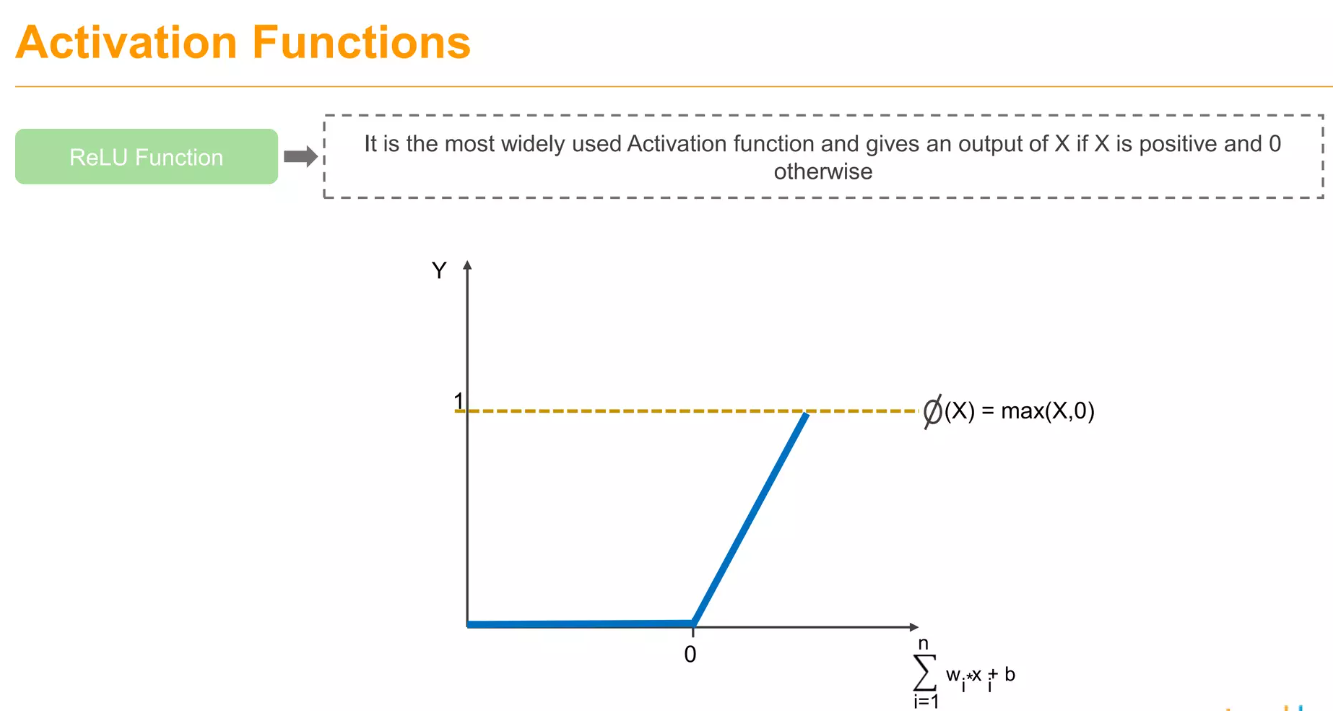 Activation Functions
ReLU Function
It is the most widely used Activation function and gives an output of X if X is positive and 0
otherwise
Y
1
∅(X) = max(X,0)
0
n
∑ wi*xi+ b
i=1